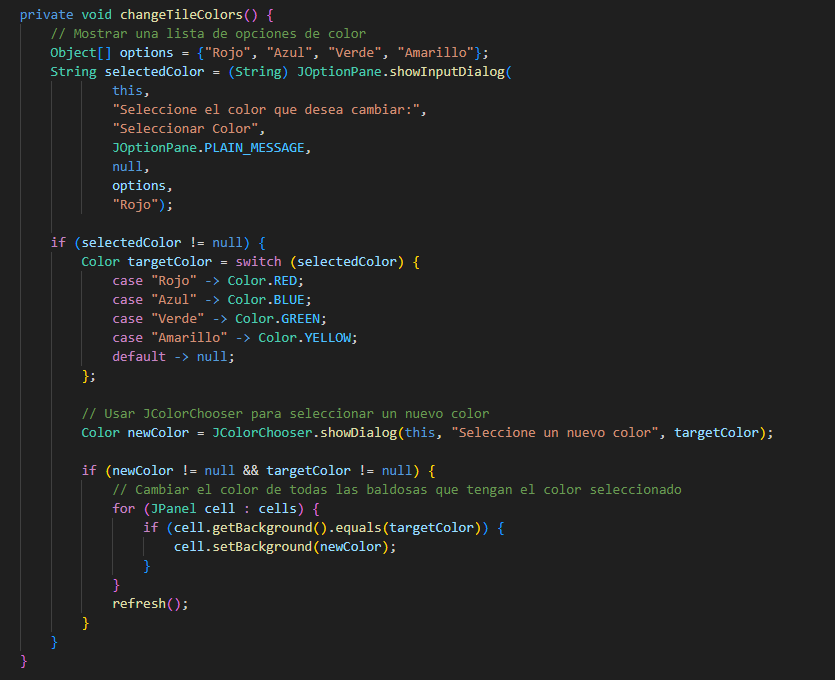 private void changeTileColors() {
// Mostrar una lista de opciones de color
Object[] options = {"Rojo", "Azul", "Verde", "Amarillo"};
String selectedColor = (String) JOptionPane.showInputDialog(
this,
"Seleccione el color que desea cambiar:",
"Seleccionar Color",
JOptionPane.PLAIN_MESSAGE,
null,
options,
"Rojo");
if (selectedColor != null) {
Color targetColor = switch (selectedColor) {
case "Rojo" -> Color.RED;
case "Azul" -> Color.BLUE;
case "Verde" -> Color.GREEN;
case "Amarillo" -> Color.YELLOW;
default -> null;
};
// Usar JColorChooser para seleccionar un nuevo color
Color newColor = JColorChooser.showDialog(this, "Seleccione un nuevo color", targetColor);
if (newColor != null && targetColor != null) {
// Cambiar el color de todas las baldosas que tengan el color seleccionado
for (JPanel cell : cells) {
if (cell.getBackground().equals(targetColor)) {
cell.setBackground(newColor);
}
}
refresh();
}
}
}